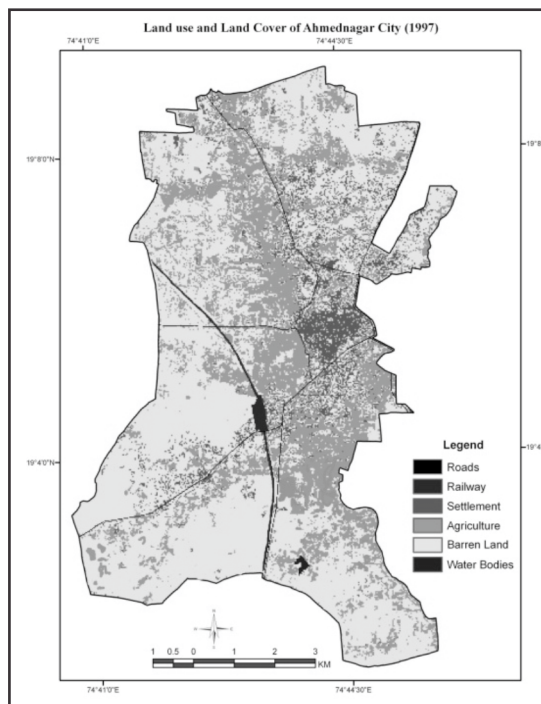 Land use and Land Cover of Ahmednagar City (1997)
74°41'0"E 74°44'30"E
19°8'0"N 19°8
19°4'0"N 19°4
Legend
Roads
Railway
Settlement
Agriculture
Barren Land
Water Bodies
1 0.5 0 1 2 3
KM
74°41'0"E 74°44'30"E